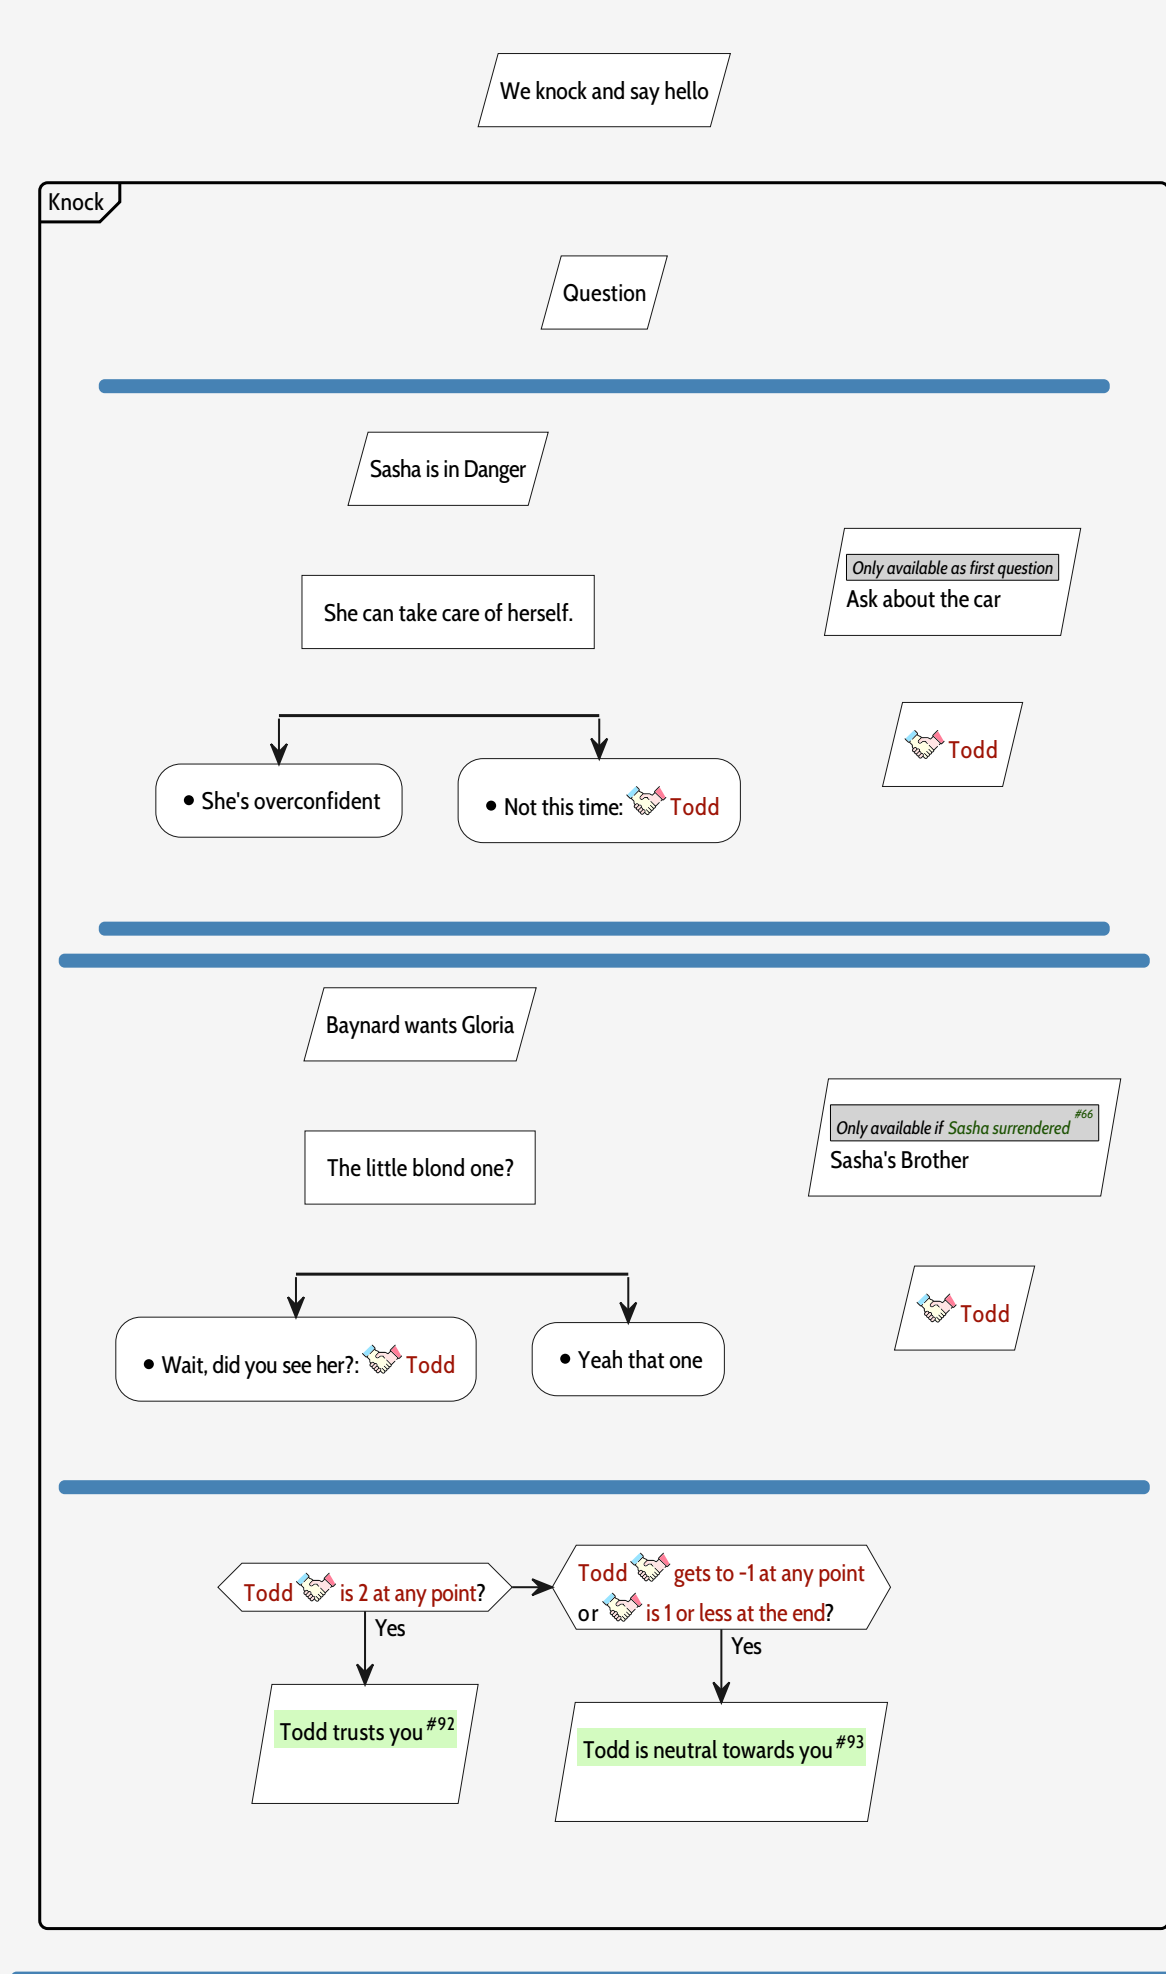 We knock and say hello
Knock
Question
Sasha is in Danger
She can take care of herself.
Only available as first question
Ask about the car
Todd
• She's overconfident
• Not this time: Todd
Baynard wants Gloria
The little blond one?
Only available if Sasha surrendered #66
Sasha's Brother
Todd
• Wait, did you see her?: Todd
• Yeah that one
Todd is 2 at any point?
Yes
Todd trusts you #92
Todd gets to -1 at any point
or is 1 or less at the end?
Yes
Todd is neutral towards you #93